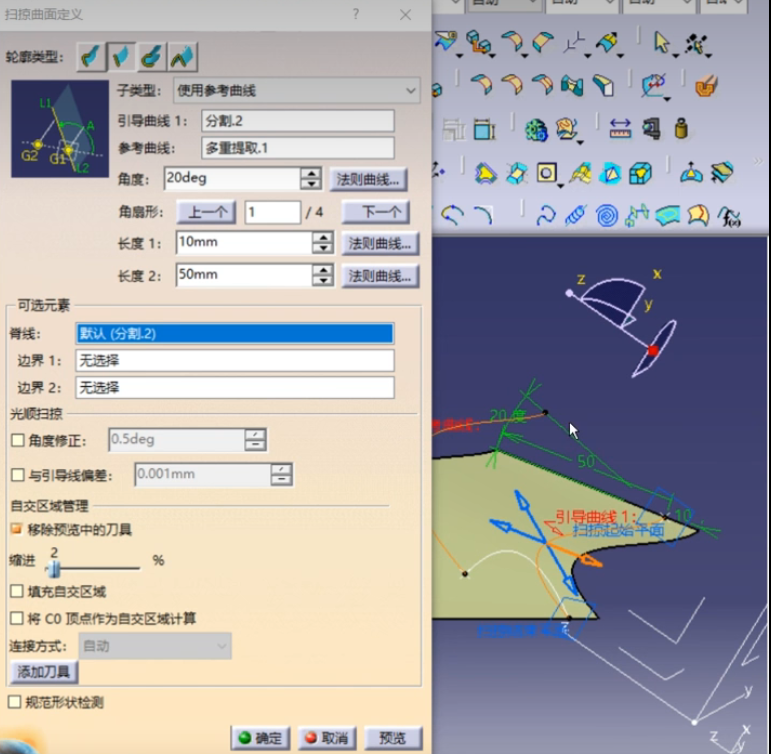 扫掠曲面定义 ?
自动 自动 自动 自动
轮廓类型:
子类型: 使用参考曲线
L1 A G2 G1 L2
引导曲线 1: 分割.2
参考曲线: 多重提取.1
角度: 20deg 法则曲线...
角扇形: 上一个 1 / 4 下一个
长度 1: 10mm 法则曲线...
长度 2: 50mm 法则曲线...
可选元素
脊线: 默认 (分割.2)
边界 1: 无选择
边界 2: 无选择
光顺扫掠
角度修正: 0.5deg
与引导线偏差: 0.001mm
自交区域管理
移除预览中的刀具
缩进 2 %
填充自交区域
将 C0 顶点作为自交区域计算
连接方式: 自动
添加刀具
规范形状检测
确定 取消 预览
f(x)
z x
y
20 度
50
10
引导曲线 1:
扫掠起始平面
z
y
z x
y